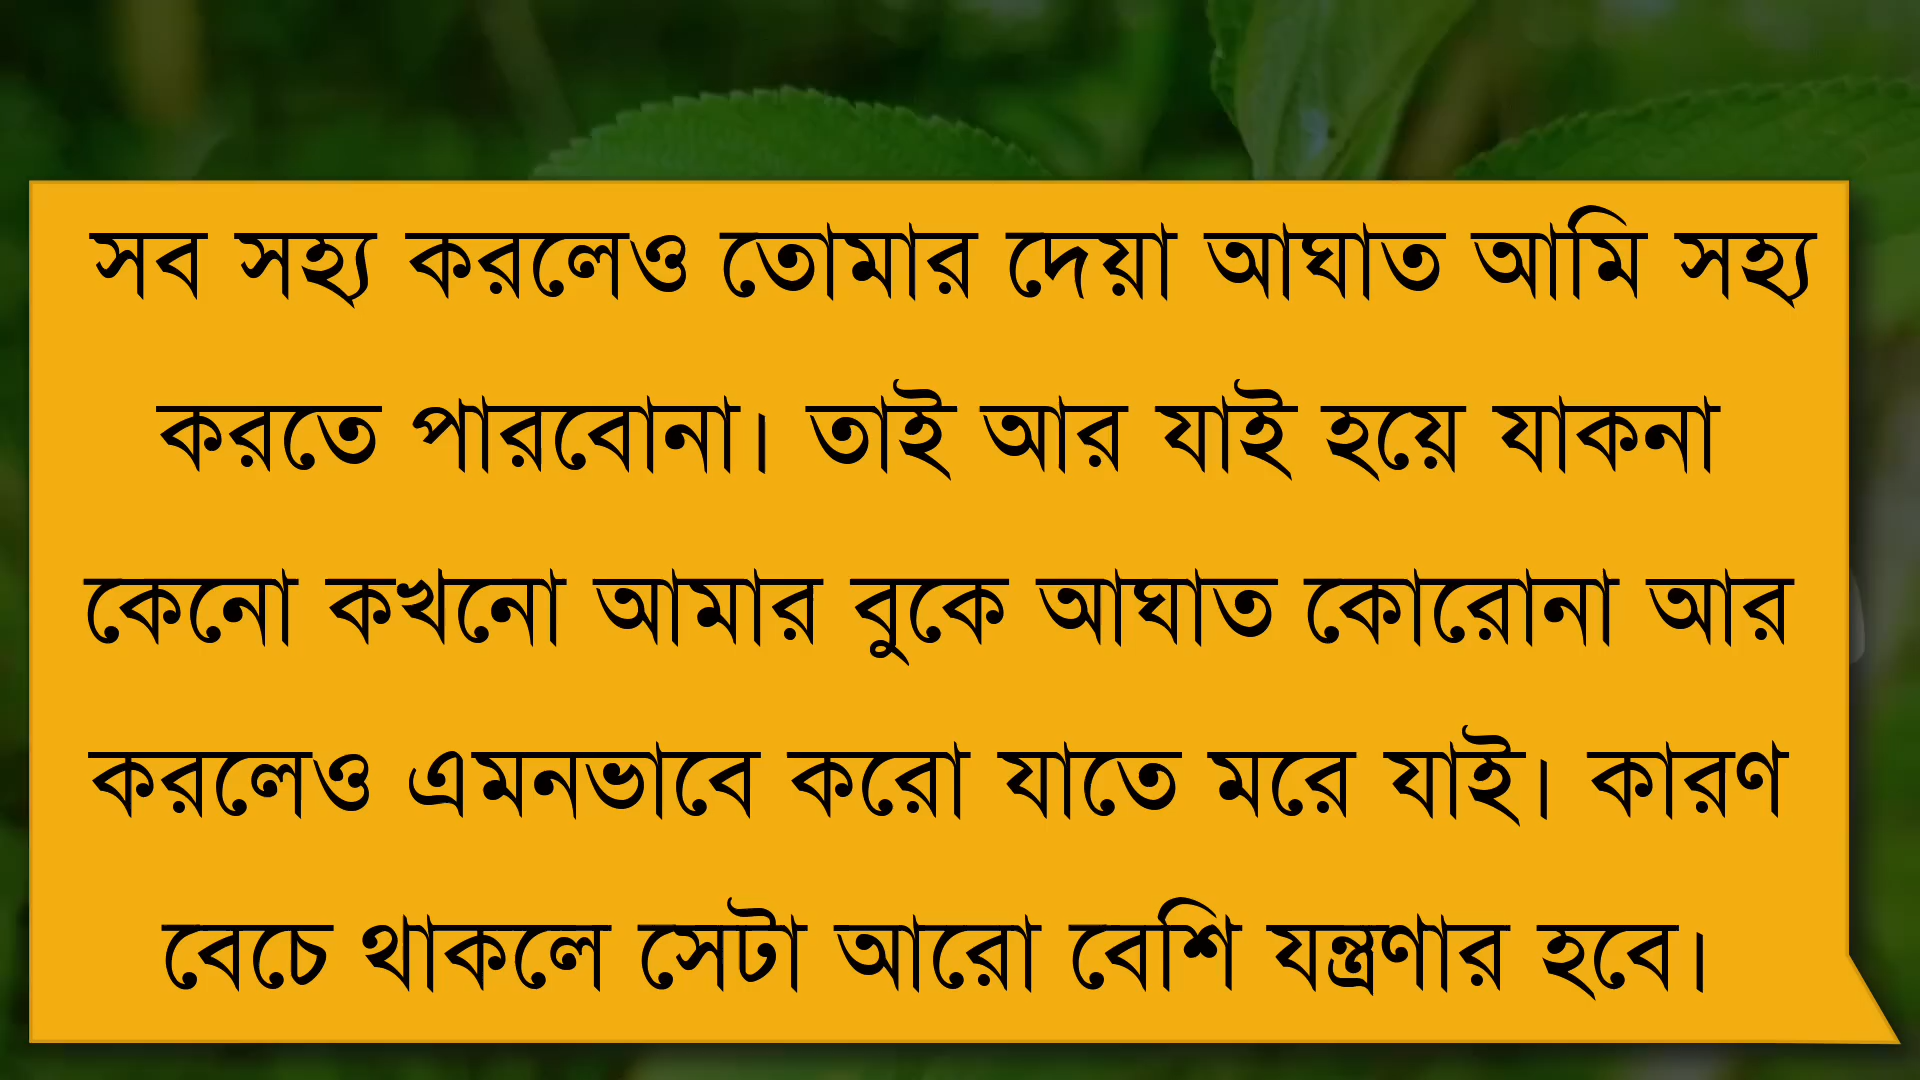 সব সহ্য করলেও তোমার দেয়া আঘাত আমি সহ্য
করতে পারবোনা। তাই আর যাই হয়ে যাকনা
কেনো কখনো আমার বুকে আঘাত কোরোনা আর
করলেও এমনভাবে করো যাতে মরে যাই। কারণ
বেচে থাকলে সেটা আরো বেশি যন্ত্রণার হবে।